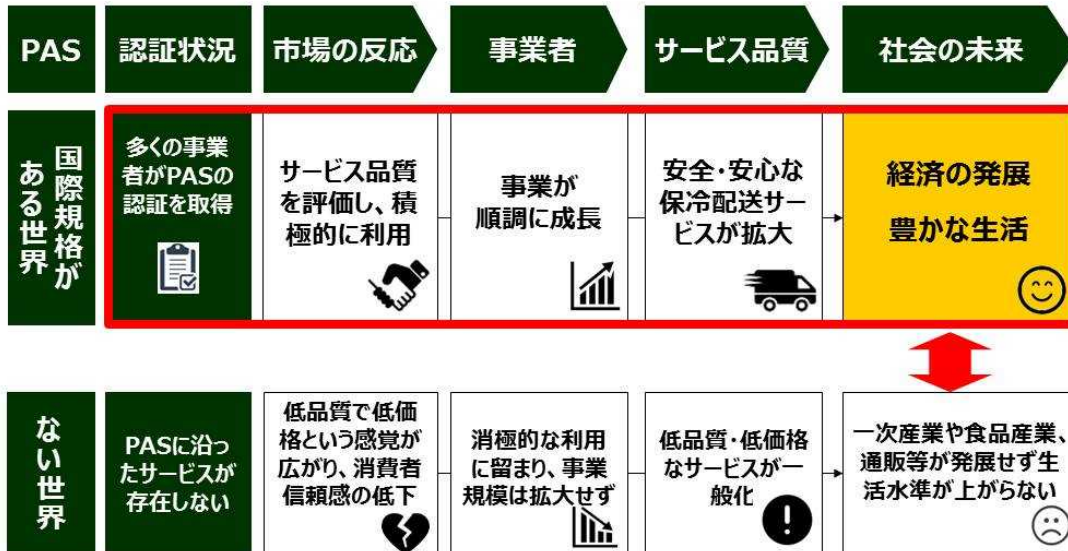 PAS
認証状況
市場の反応
事業者
サービス品質
社会の未来
国際規格が
ある世界
多くの事業
者がPASの
認証を取得
サービス品質
を評価し、積
極的に利用
事業が
順調に成長
安全・安心な
保冷配送サー
ビスが拡大
経済の発展
豊かな生活
ない世界
PASに沿っ
たサービスが
存在しない
低品質で低価
格という感覚が
広がり、消費者
信頼感の低下
消極的な利用
に留まり、事業
規模は拡大せず
低品質・低価格
なサービスが一
般化
一次産業や食品産業、
通販等が発展せず生
活水準が上がらない